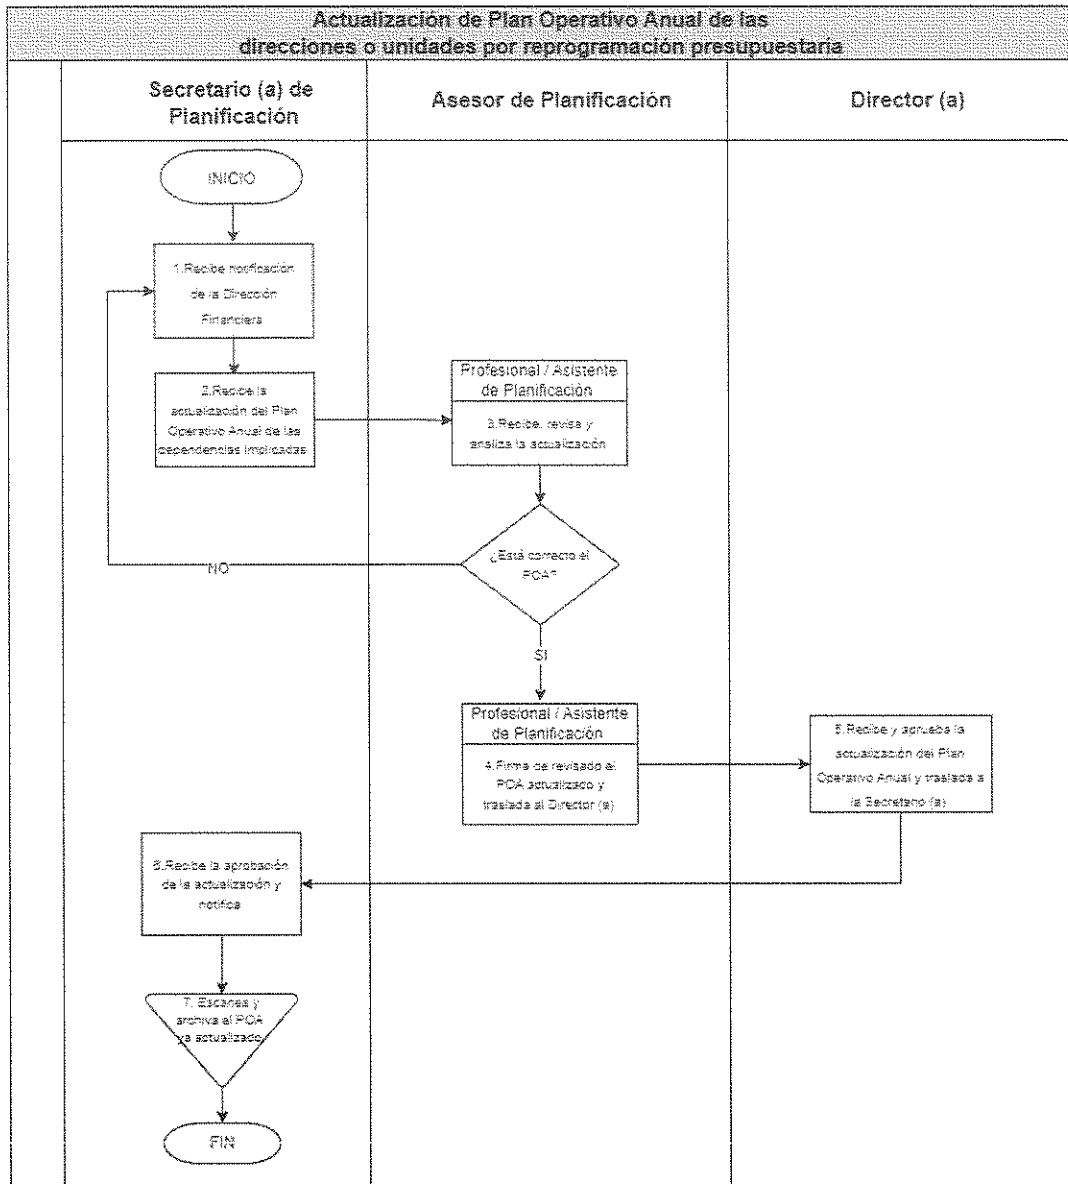 Actualización de Plan Operativo Anual de las
direcciones o unidades por reprogramación presupuestaria
Secretario (a) de
Planificación
Asesor de Planificación
Director (a)
INICIO
1.Recibe notificación
de la Dirección
Financiera
2.Recibe la
actualización del Plan
Operativo Anual de las
dependencias implicadas
Profesional / Asistente
de Planificación
3.Recibe, revisa y
analiza la actualización
¿Está correcto el
POA?
NO
SI
Profesional / Asistente
de Planificación
4.Firma de revisado el
POA actualizado y
traslada al Director (a)
5.Recibe y aprueba la
actualización del Plan
Operativo Anual y traslada a
la Secretario (a)
6.Recibe la aprobación
de la actualización y
notifica
7. Escanea y
archiva el POA
ya actualizado.
FIN